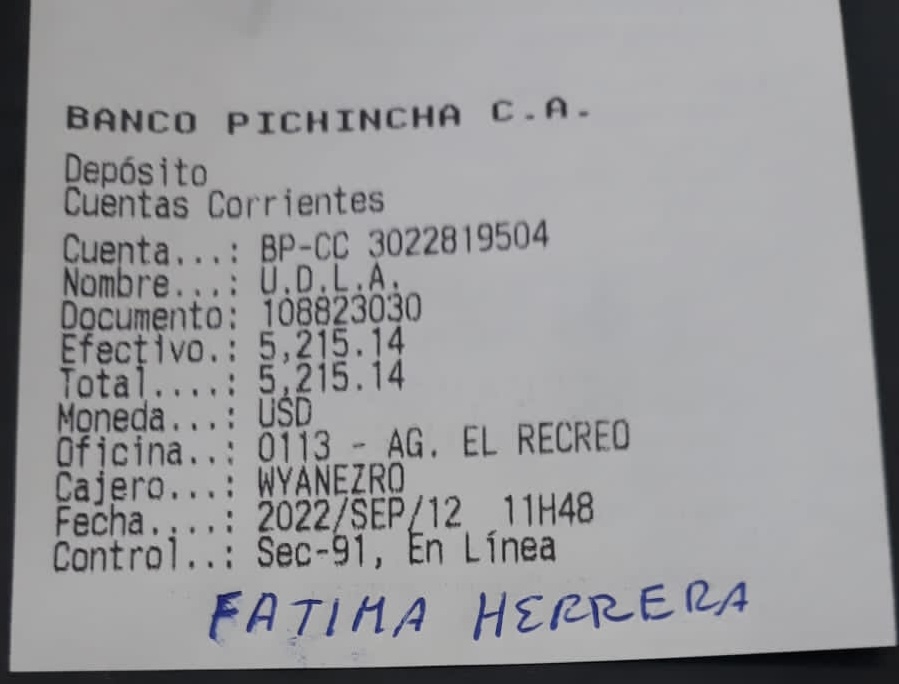 BANCO PICHINCHA C.A.
Depósito
Cuentas Corrientes
Cuenta...: BP-CC 3022819504
Nombre...: U.D.L.A.
Documento: 108823030
Efectivo.: 5,215.14
Total....: 5,215.14
Moneda...: USD
Oficina..: 0113 - AG. EL RECREO
Cajero...: WYANEZRO
Fecha....: 2022/SEP/12 11H48
Control..: Sec-91, En Línea
FATIMA HERRERA